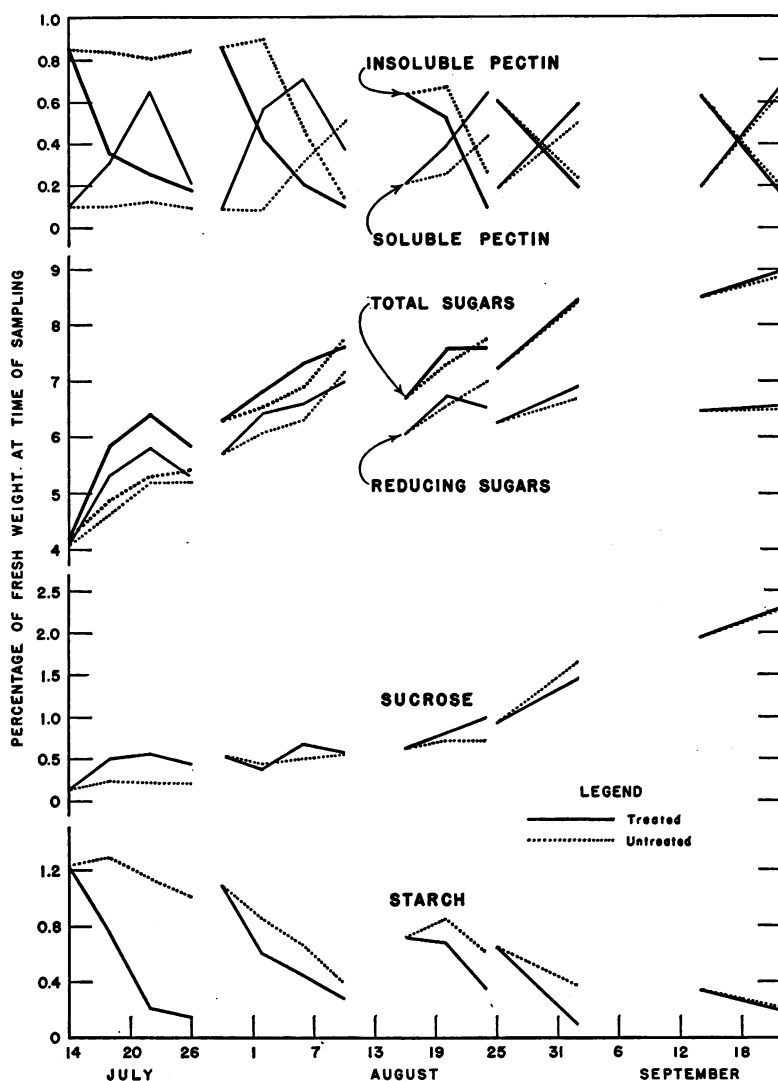 1.0
0.8
0.6
0.4
0.2
0
INSOLUBLE PECTIN
SOLUBLE PECTIN
9
8
7
6
5
4
TOTAL SUGARS
REDUCING SUGARS
PERCENTAGE OF FRESH WEIGHT. AT TIME OF SAMPLING
2.5
2.0
1.5
1.0
0.5
0
SUCROSE
LEGEND
Treated
Untreated
1.2
0.8
0.4
0
STARCH
14 20 26 1 7 13 19 25 31 6 12 18
JULY AUGUST SEPTEMBER